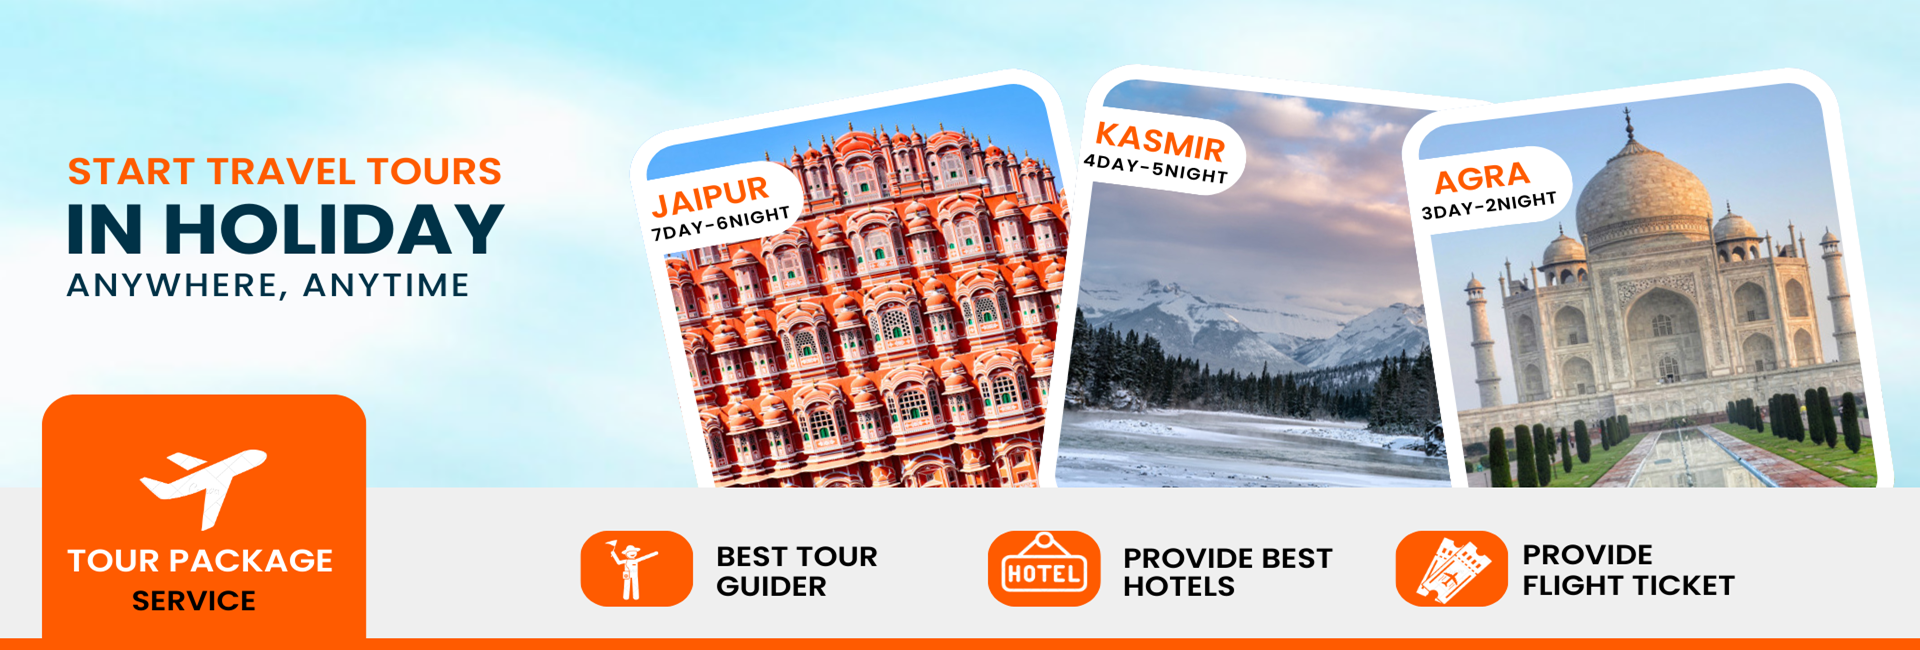 START TRAVEL TOURS
IN HOLIDAY
ANYWHERE, ANYTIME
JAIPUR
7DAY-6NIGHT
KASMIR
4DAY-5NIGHT
AGRA
3DAY-2NIGHT
TOUR PACKAGE
SERVICE
BEST TOUR
GUIDER
HOTEL
PROVIDE BEST
HOTELS
PROVIDE
FLIGHT TICKET